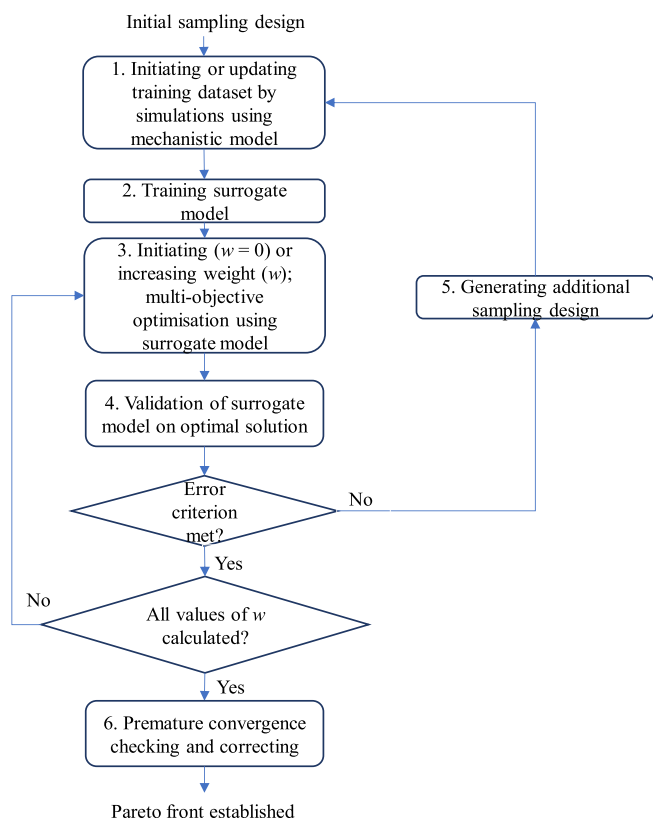 Initial sampling design
1. Initiating or updating
training dataset by
simulations using
mechanistic model
2. Training surrogate
model
3. Initiating (w = 0) or
increasing weight (w);
multi-objective
optimisation using
surrogate model
5. Generating additional
sampling design
4. Validation of surrogate
model on optimal solution
Error
criterion
met?
No
Yes
No
All values of w
calculated?
Yes
6. Premature convergence
checking and correcting
Pareto front established